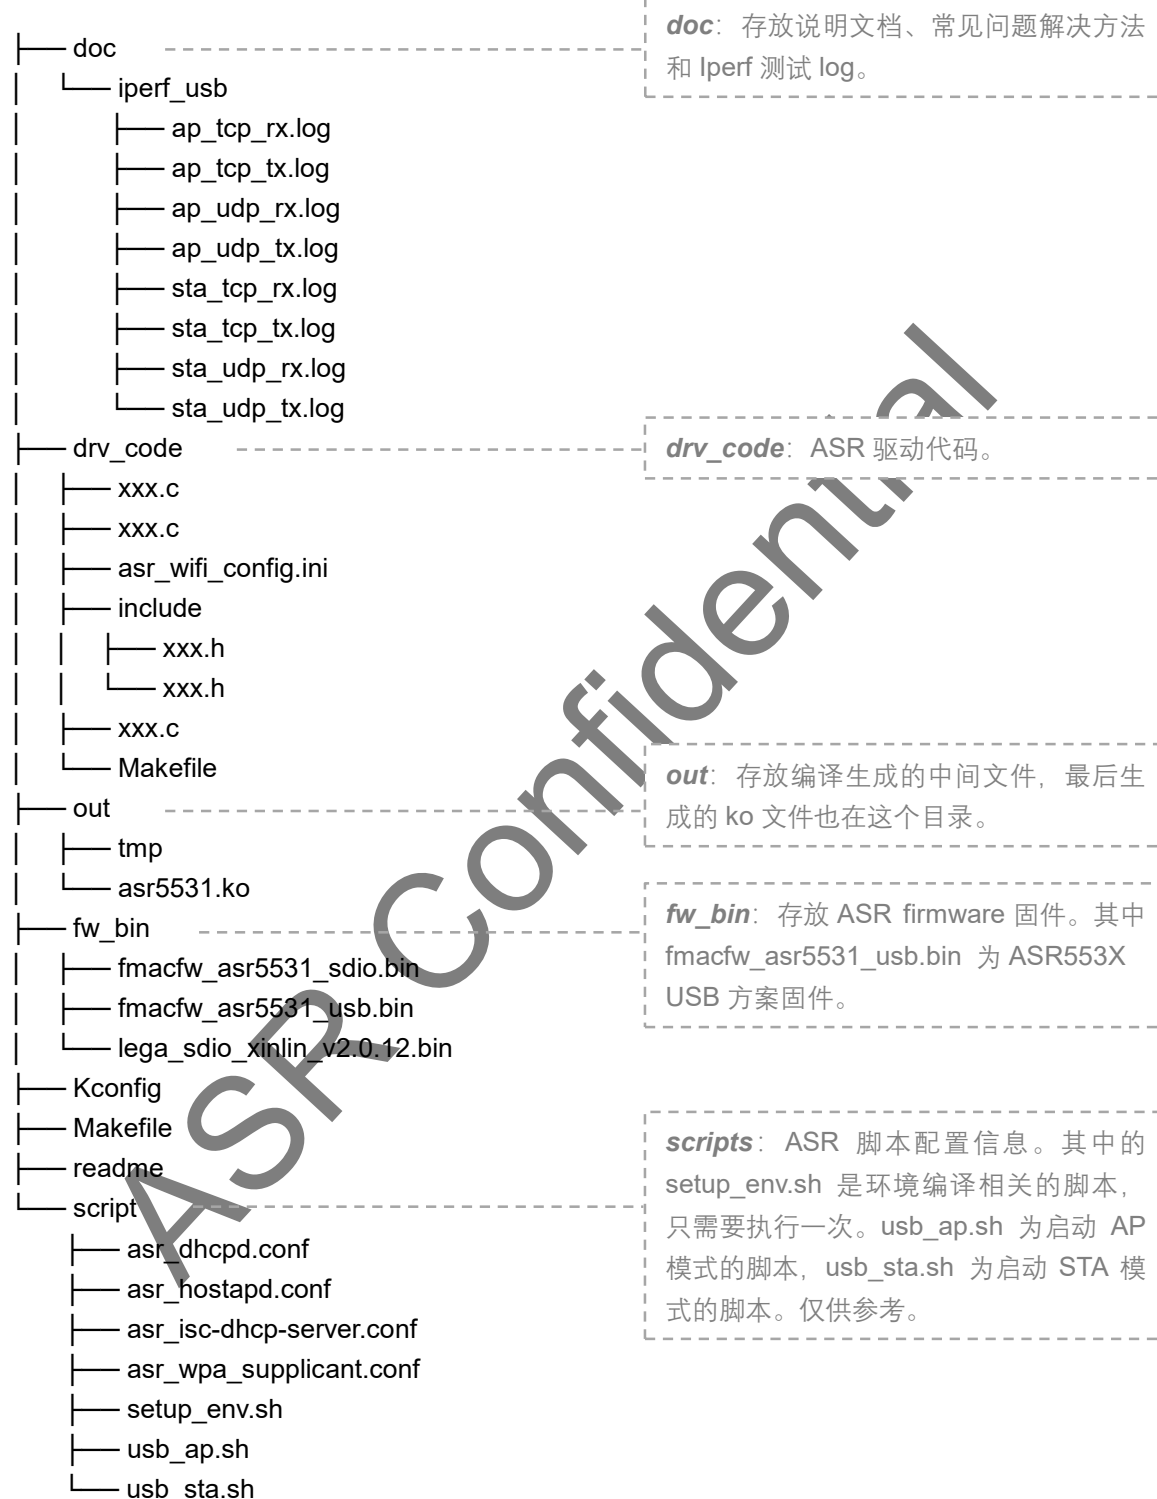 doc
iperf_usb
ap_tcp_rx.log
ap_tcp_tx.log
ap_udp_rx.log
ap_udp_tx.log
sta_tcp_rx.log
sta_tcp_tx.log
sta_udp_rx.log
sta_udp_tx.log
drv_code
xxx.c
xxx.c
asr_wifi_config.ini
include
xxx.h
xxx.h
xxx.c
Makefile
out
tmp
asr5531.ko
fw_bin
fmacfw_asr5531_sdio.bin
fmacfw_asr5531_usb.bin
lega_sdio_xinlin_v2.0.12.bin
Kconfig
Makefile
readme
script
asr_dhcpd.conf
asr_hostapd.conf
asr_isc-dhcp-server.conf
asr_wpa_supplicant.conf
setup_env.sh
usb_ap.sh
usb_sta.sh
doc：存放说明文档、常见问题解决方法
和 Iperf 测试 log。
drv_code：ASR 驱动代码。
out：存放编译生成的中间文件，最后生
成的 ko 文件也在这个目录。
fw_bin：存放 ASR firmware 固件。其中
fmacfw_asr5531_usb.bin 为 ASR553X
USB 方案固件。
scripts：ASR 脚本配置信息。其中的
setup_env.sh 是环境编译相关的脚本，
只需要执行一次。usb_ap.sh 为启动 AP
模式的脚本，usb_sta.sh 为启动 STA 模
式的脚本。仅供参考。
ASR Confidential